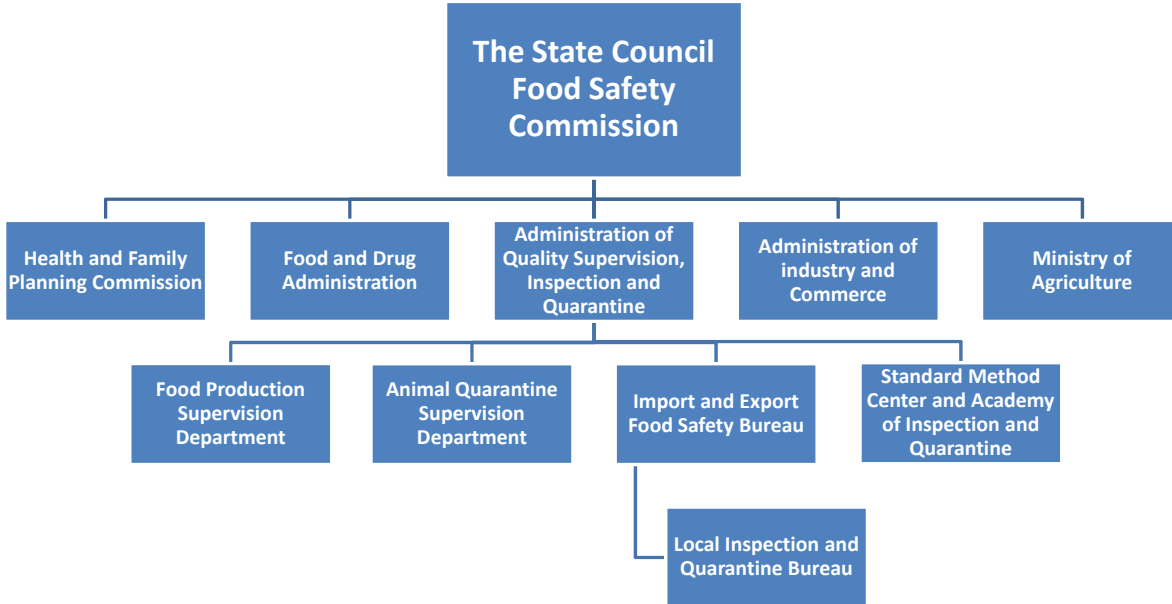 The State Council
Food Safety
Commission
Health and Family
Planning Commission
Food and Drug
Administration
Administration of
Quality Supervision,
Inspection and
Quarantine
Administration of
industry and
Commerce
Ministry of
Agriculture
Food Production
Supervision
Department
Animal Quarantine
Supervision
Department
Import and Export
Food Safety Bureau
Standard Method
Center and Academy
of Inspection and
Quarantine
Local Inspection and
Quarantine Bureau